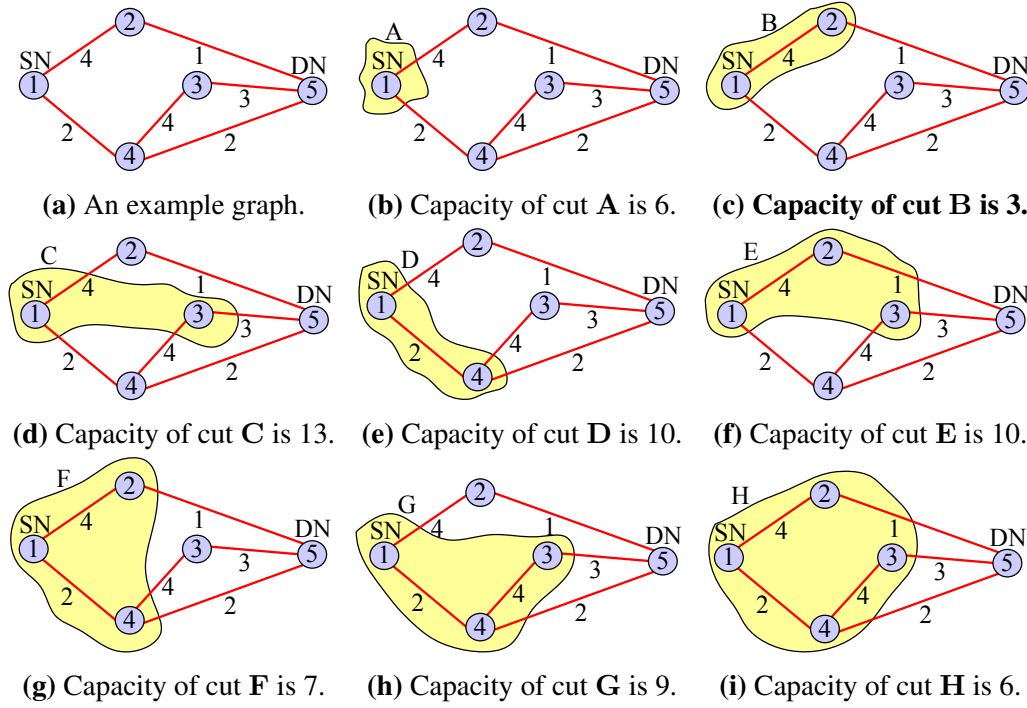 2
4
1
SN
DN
1
3
3
5
2
4
2
4
(a) An example graph.
A
2
4
1
SN
DN
1
3
3
5
2
4
2
4
(b) Capacity of cut A is 6.
B
2
4
1
SN
DN
1
3
3
5
2
4
2
4
(c) Capacity of cut B is 3.
C
2
4
1
SN
DN
1
3
3
5
2
4
2
4
(d) Capacity of cut C is 13.
D
2
4
1
SN
DN
1
3
3
5
2
4
2
4
(e) Capacity of cut D is 10.
E
2
4
1
SN
DN
1
3
3
5
2
4
2
4
(f) Capacity of cut E is 10.
F
2
4
1
SN
DN
1
3
3
5
2
4
2
4
(g) Capacity of cut F is 7.
G
2
4
1
SN
DN
1
3
3
5
2
4
2
4
(h) Capacity of cut G is 9.
H
2
4
1
SN
DN
1
3
3
5
2
4
2
4
(i) Capacity of cut H is 6.